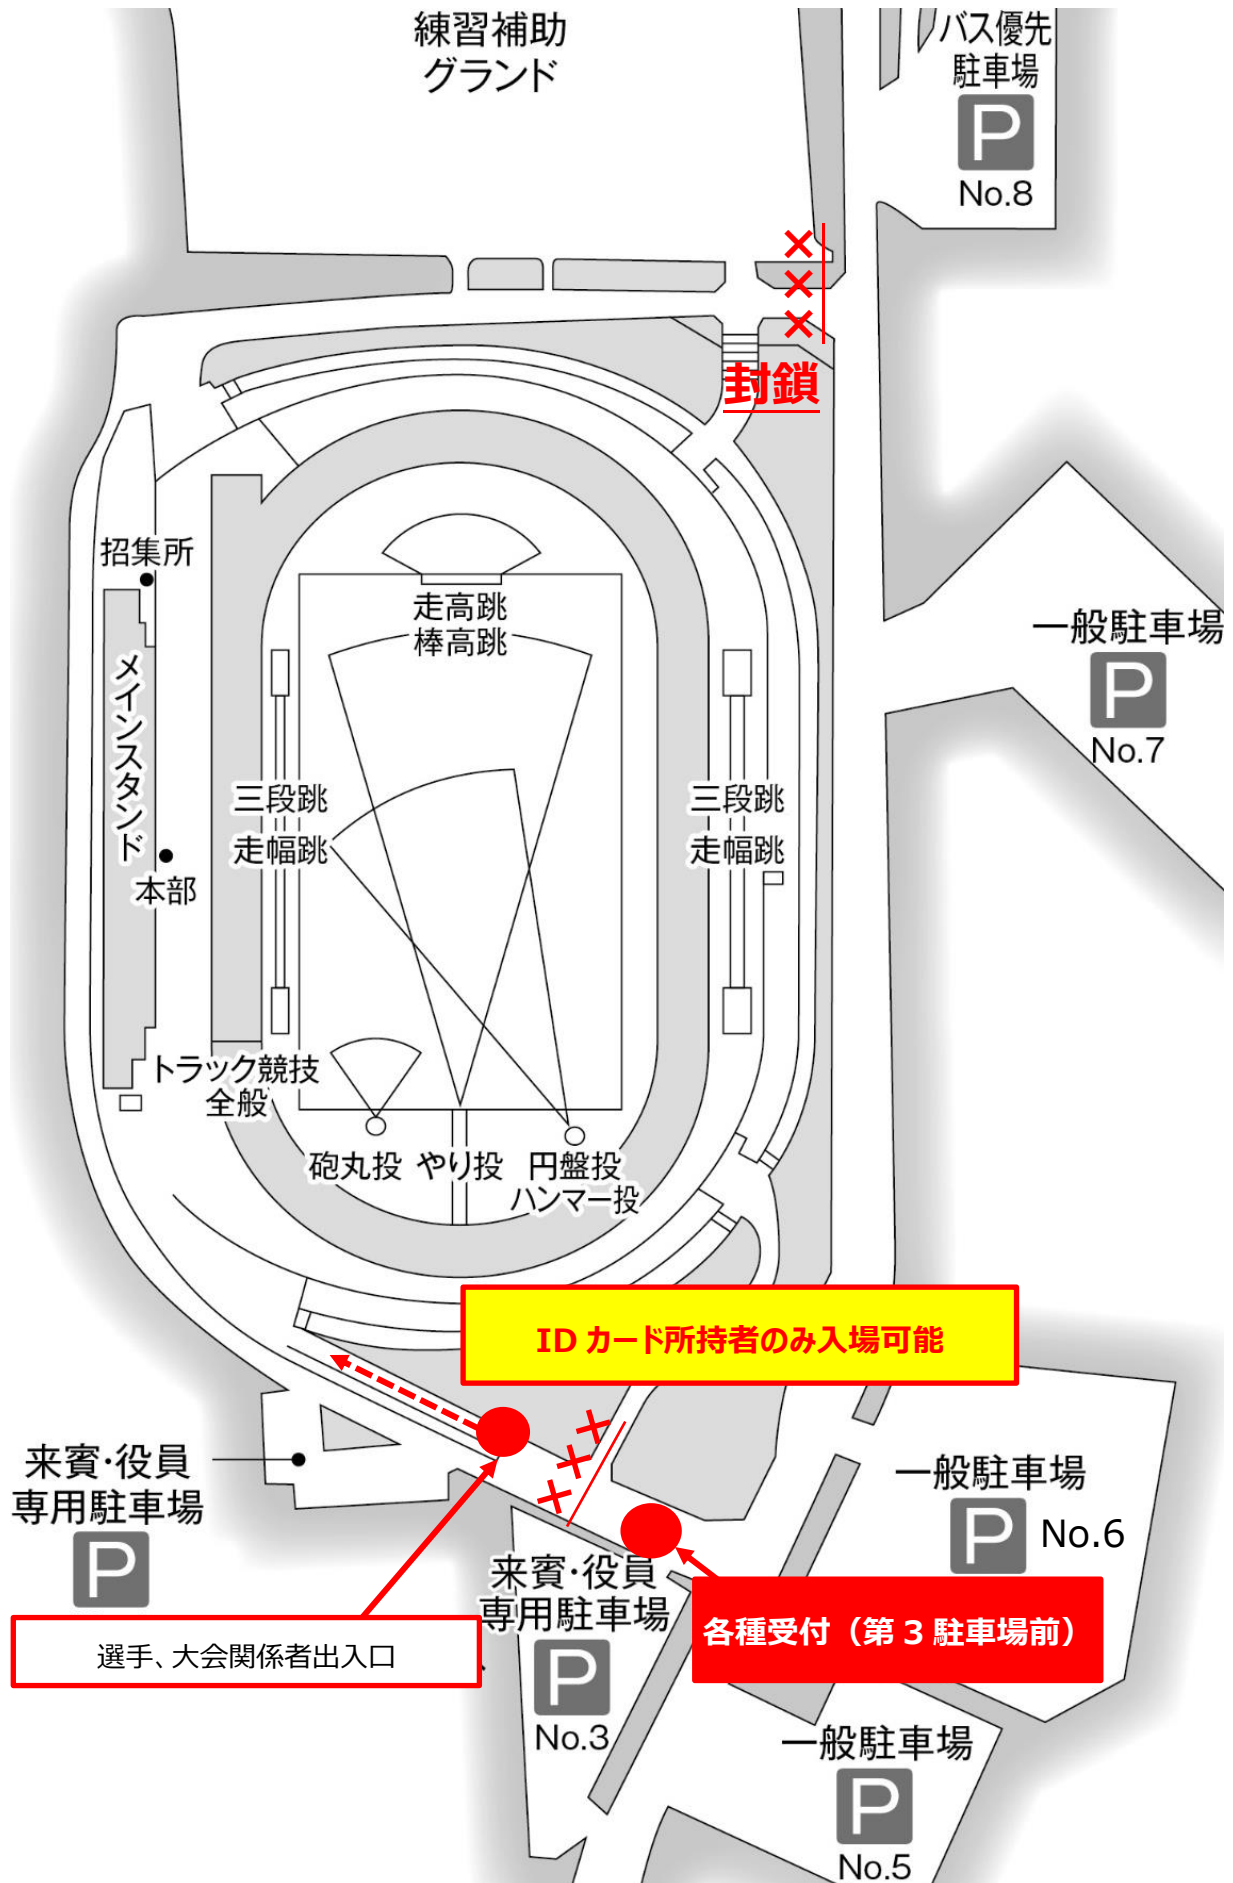 練習補助
グランド
バス優先
駐車場
P
No.8
×
×
×
封鎖
招集所
メインスタンド
本部
走高跳
棒高跳
三段跳
走幅跳
三段跳
走幅跳
一般駐車場
P
No.7
トラック競技
全般
砲丸投
やり投
円盤投
ハンマー投
IDカード所持者のみ入場可能
×
×
×
来賓・役員
専用駐車場
P
選手、大会関係者出入口
来賓・役員
専用駐車場
P
No.3
一般駐車場
P
No.6
各種受付（第3駐車場前）
一般駐車場
P
No.5